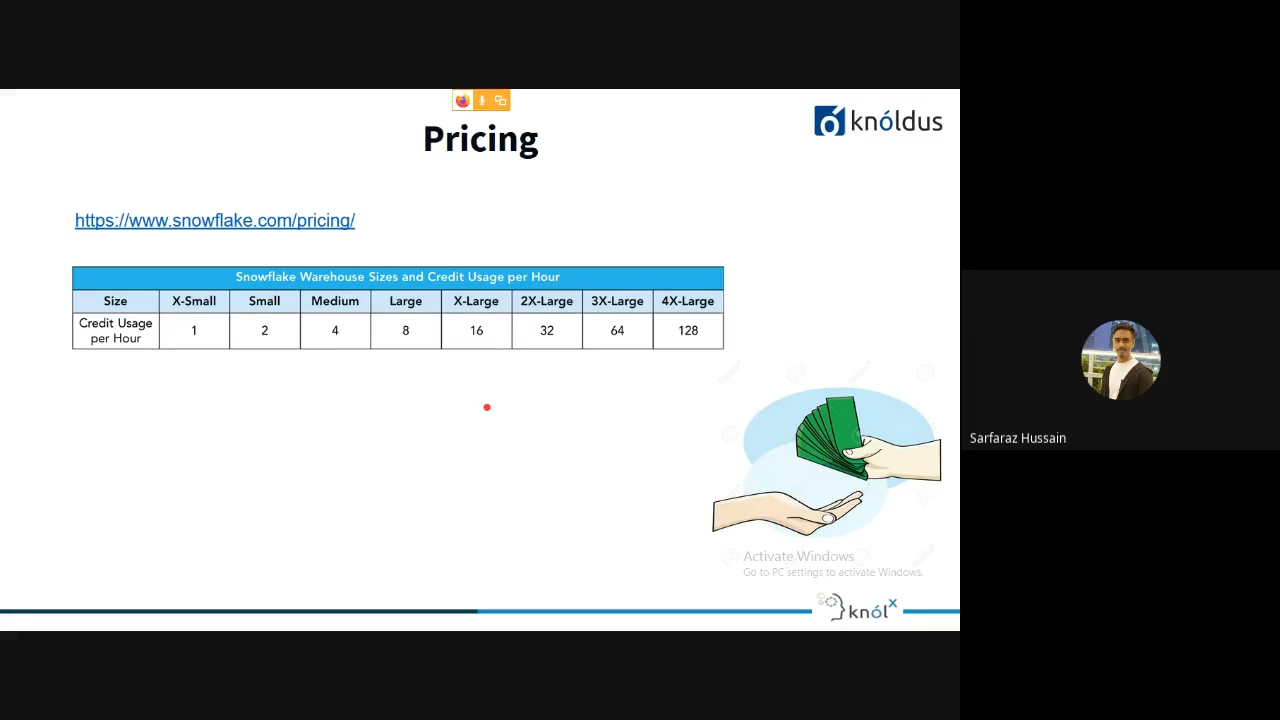 Pricing
knóldus
https://www.snowflake.com/pricing/
Snowflake Warehouse Sizes and Credit Usage per Hour
Size X-Small Small Medium Large X-Large 2X-Large 3X-Large 4X-Large
Credit Usage
per Hour 1 2 4 8 16 32 64 128
Sarfaraz Hussain
Activate Windows
Go to PC settings to activate Windows.
knólx